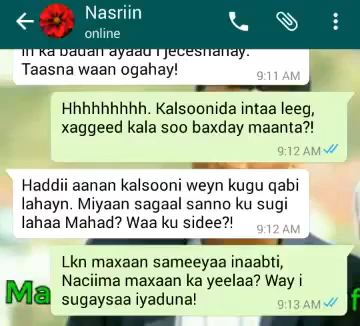 Nasriin
online
in ka badan ayaad i jeceshahay.
Taasna waan ogahay!
9:11 AM
Hhhhhhhhh. Kalsoonida intaa leeg,
xaggeed kala soo baxday maanta?!
9:12 AM
Haddii aanan kalsooni weyn kugu qabi
lahayn. Miyaan sagaal sanno ku sugi
lahaa Mahad? Waa ku sidee?!
9:12 AM
Lkn maxaan sameeyaa inaabti,
Naciima maxaan ka yeelaa? Way i
sugaysaa iyaduna!
9:13 AM
Ma